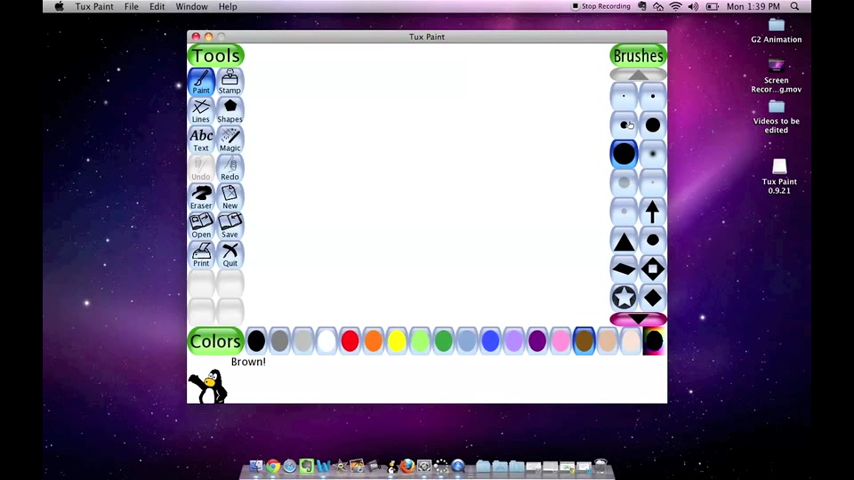 Tux Paint File Edit Window Help
Stop Recording Mon 1:39 PM
Tux Paint
Tools
Brushes
Paint Stamp
Lines Shapes
Abc
Text Magic
Undo Redo
Eraser New
Open Save
Print Quit
Colors
Brown!
G2 Animation
Screen
Recor...g.mov
Videos to be
edited
Tux Paint
0.9.21